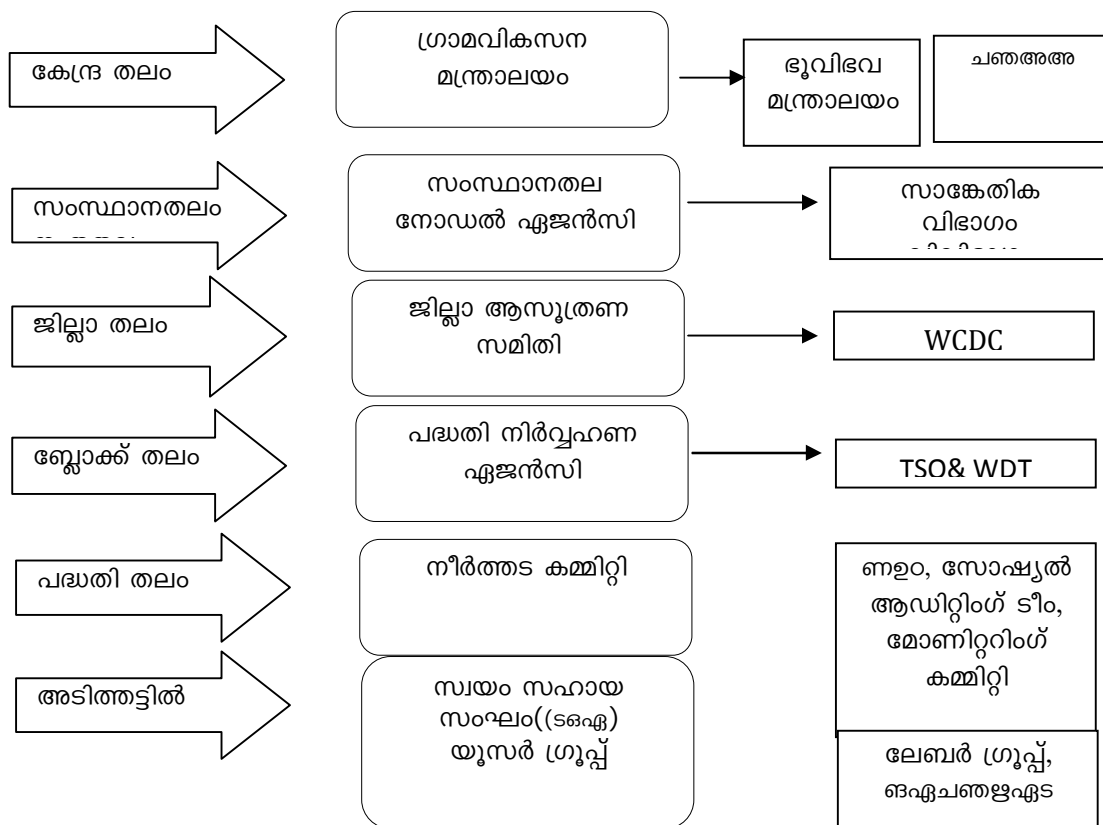 കേന്ദ്ര തലം
ഗ്രാമവികസന
മന്ത്രാലയം
ഭൂവിഭവ
മന്ത്രാലയം
ചഞഅഅ
സംസ്ഥാനതലം
സംസ്ഥാനതല
നോഡൽ ഏജൻസി
സാങ്കേതിക
വിഭാഗം
ജില്ലാ തലം
ജില്ലാ ആസൂത്രണ
സമിതി
WCDC
ബ്ലോക്ക് തലം
പദ്ധതി നിർവ്വഹണ
ഏജൻസി
TSO& WDT
പദ്ധതി തലം
നീർത്തട കമ്മിറ്റി
ണഉഠ, സോഷ്യൽ
ആഡിറ്റിംഗ് ടീം,
മോണിറ്ററിംഗ്
കമ്മിറ്റി
അടിത്തട്ടിൽ
സ്വയം സഹായ
സംഘം((ടഒഏ)
യൂസർ ഗ്രൂപ്പ്
ലേബർ ഗ്രൂപ്പ്,
ങഏചഞഋഏട